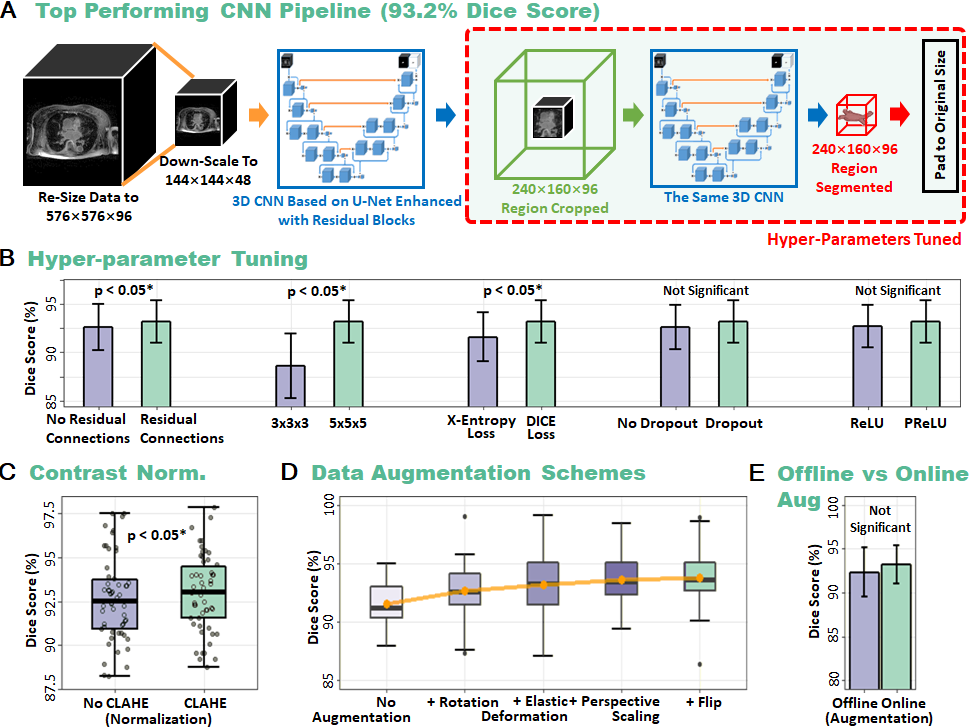 A Top Performing CNN Pipeline (93.2% Dice Score)
Re-Size Data to
576×576×96
Down-Scale To
144×144×48
3D CNN Based on U-Net Enhanced
with Residual Blocks
240×160×96
Region Cropped
The Same 3D CNN
240×160×96
Region
Segmented
Pad to Original Size
Hyper-Parameters Tuned
B Hyper-parameter Tuning
Dice Score (%)
95
90
85
p < 0.05*
p < 0.05*
p < 0.05*
Not Significant
Not Significant
No Residual
Connections
Residual
Connections
3x3x3
5x5x5
X-Entropy
Loss
DICE
Loss
No Dropout
Dropout
ReLU
PReLU
C Contrast Norm.
Dice Score (%)
97.5
95
92.5
90
87.5
p < 0.05*
No CLAHE
CLAHE
(Normalization)
D Data Augmentation Schemes
Dice Score (%)
100
95
90
85
No
Augmentation
+ Rotation
+ Elastic
Deformation
+ Perspective
Scaling
+ Flip
E Offline vs Online
Aug
Dice Score (%)
100
95
90
85
80
Not
Significant
Offline Online
(Augmentation)